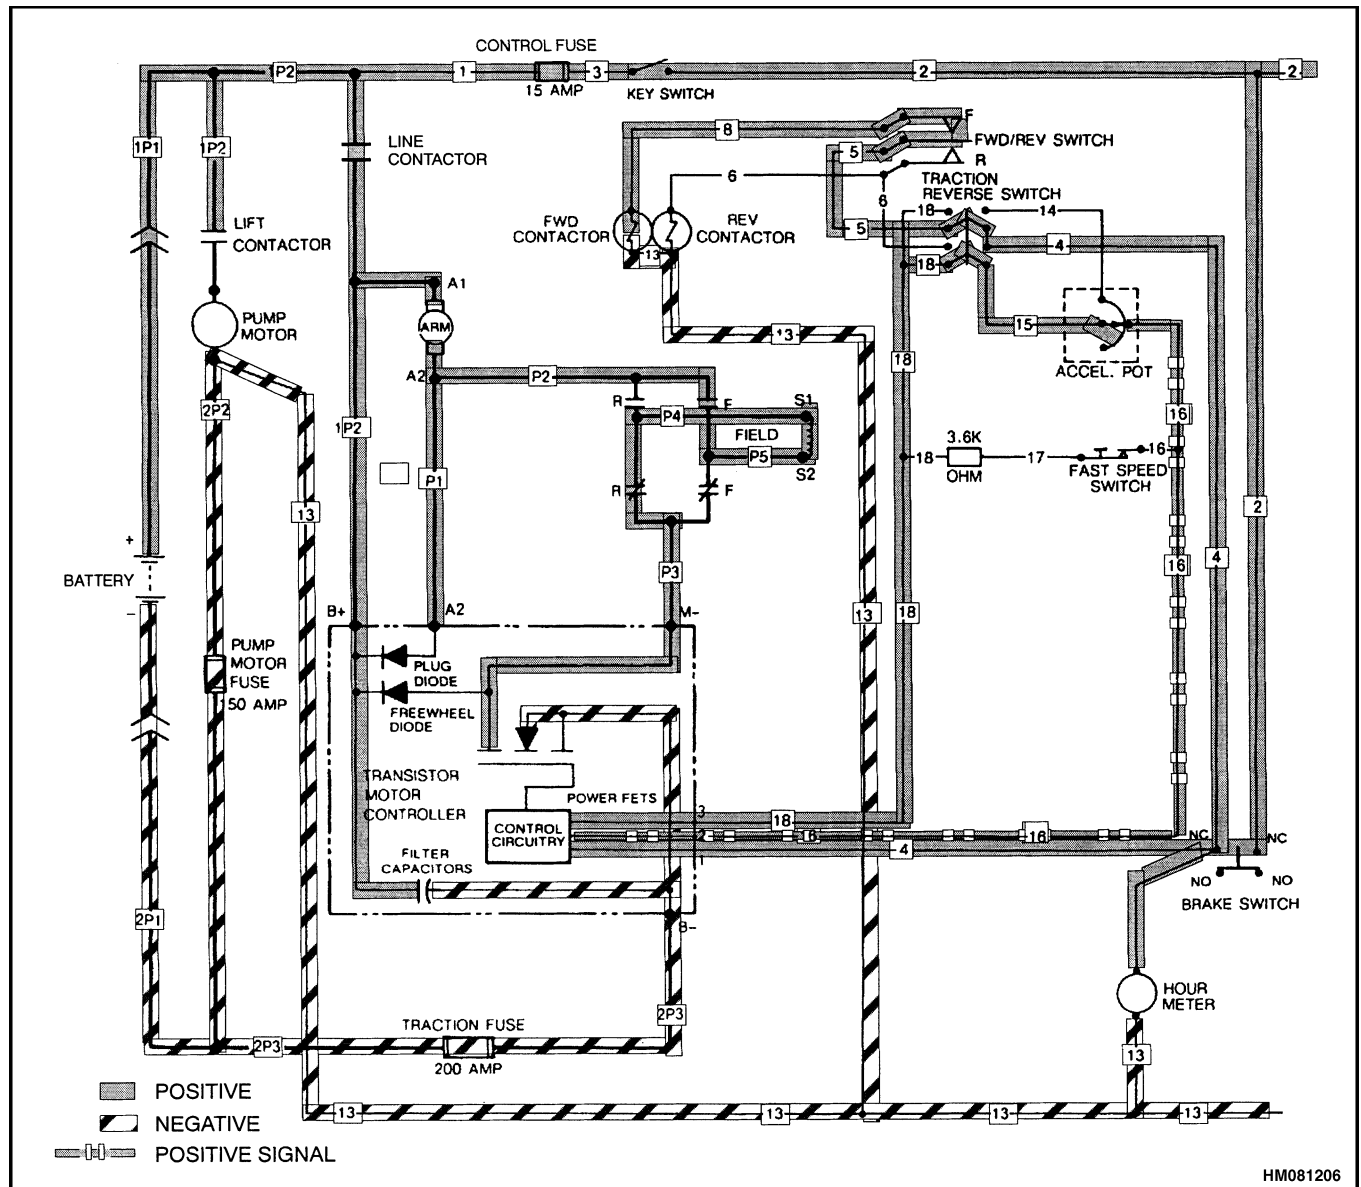 CONTROL FUSE
1P2
1
3
2
2
15 AMP
KEY SWITCH
F
8
1P1
1P2
LINE
CONTACTOR
FWD/REV SWITCH
5
R
6
TRACTION
REVERSE SWITCH
6
18
14
LIFT
CONTACTOR
FWD
CONTACTOR
REV
CONTACTOR
5
4
13
18
A1
PUMP
MOTOR
ARM
13
15
18
ACCEL. POT
A2
P2
2P2
R
F
P4
S1
16
1P2
FIELD
P5
3.6K
18
OHM
17
16
FAST SPEED
SWITCH
P1
S2
R
F
13
2
+
BATTERY
–
P3
16
4
B+
A2
M-
13
18
PUMP
MOTOR
FUSE
150 AMP
PLUG
DIODE
FREEWHEEL
DIODE
TRANSISTOR
MOTOR
CONTROLLER
POWER FETS
3
18
CONTROL
CIRCUITRY
2
16
16
NC
NC
1
4
FILTER
CAPACITORS
NO
NO
BRAKE SWITCH
2P1
B-
HOUR
METER
2P3
TRACTION FUSE
2P3
200 AMP
13
POSITIVE
13
13
13
13
NEGATIVE
POSITIVE SIGNAL
HM081206